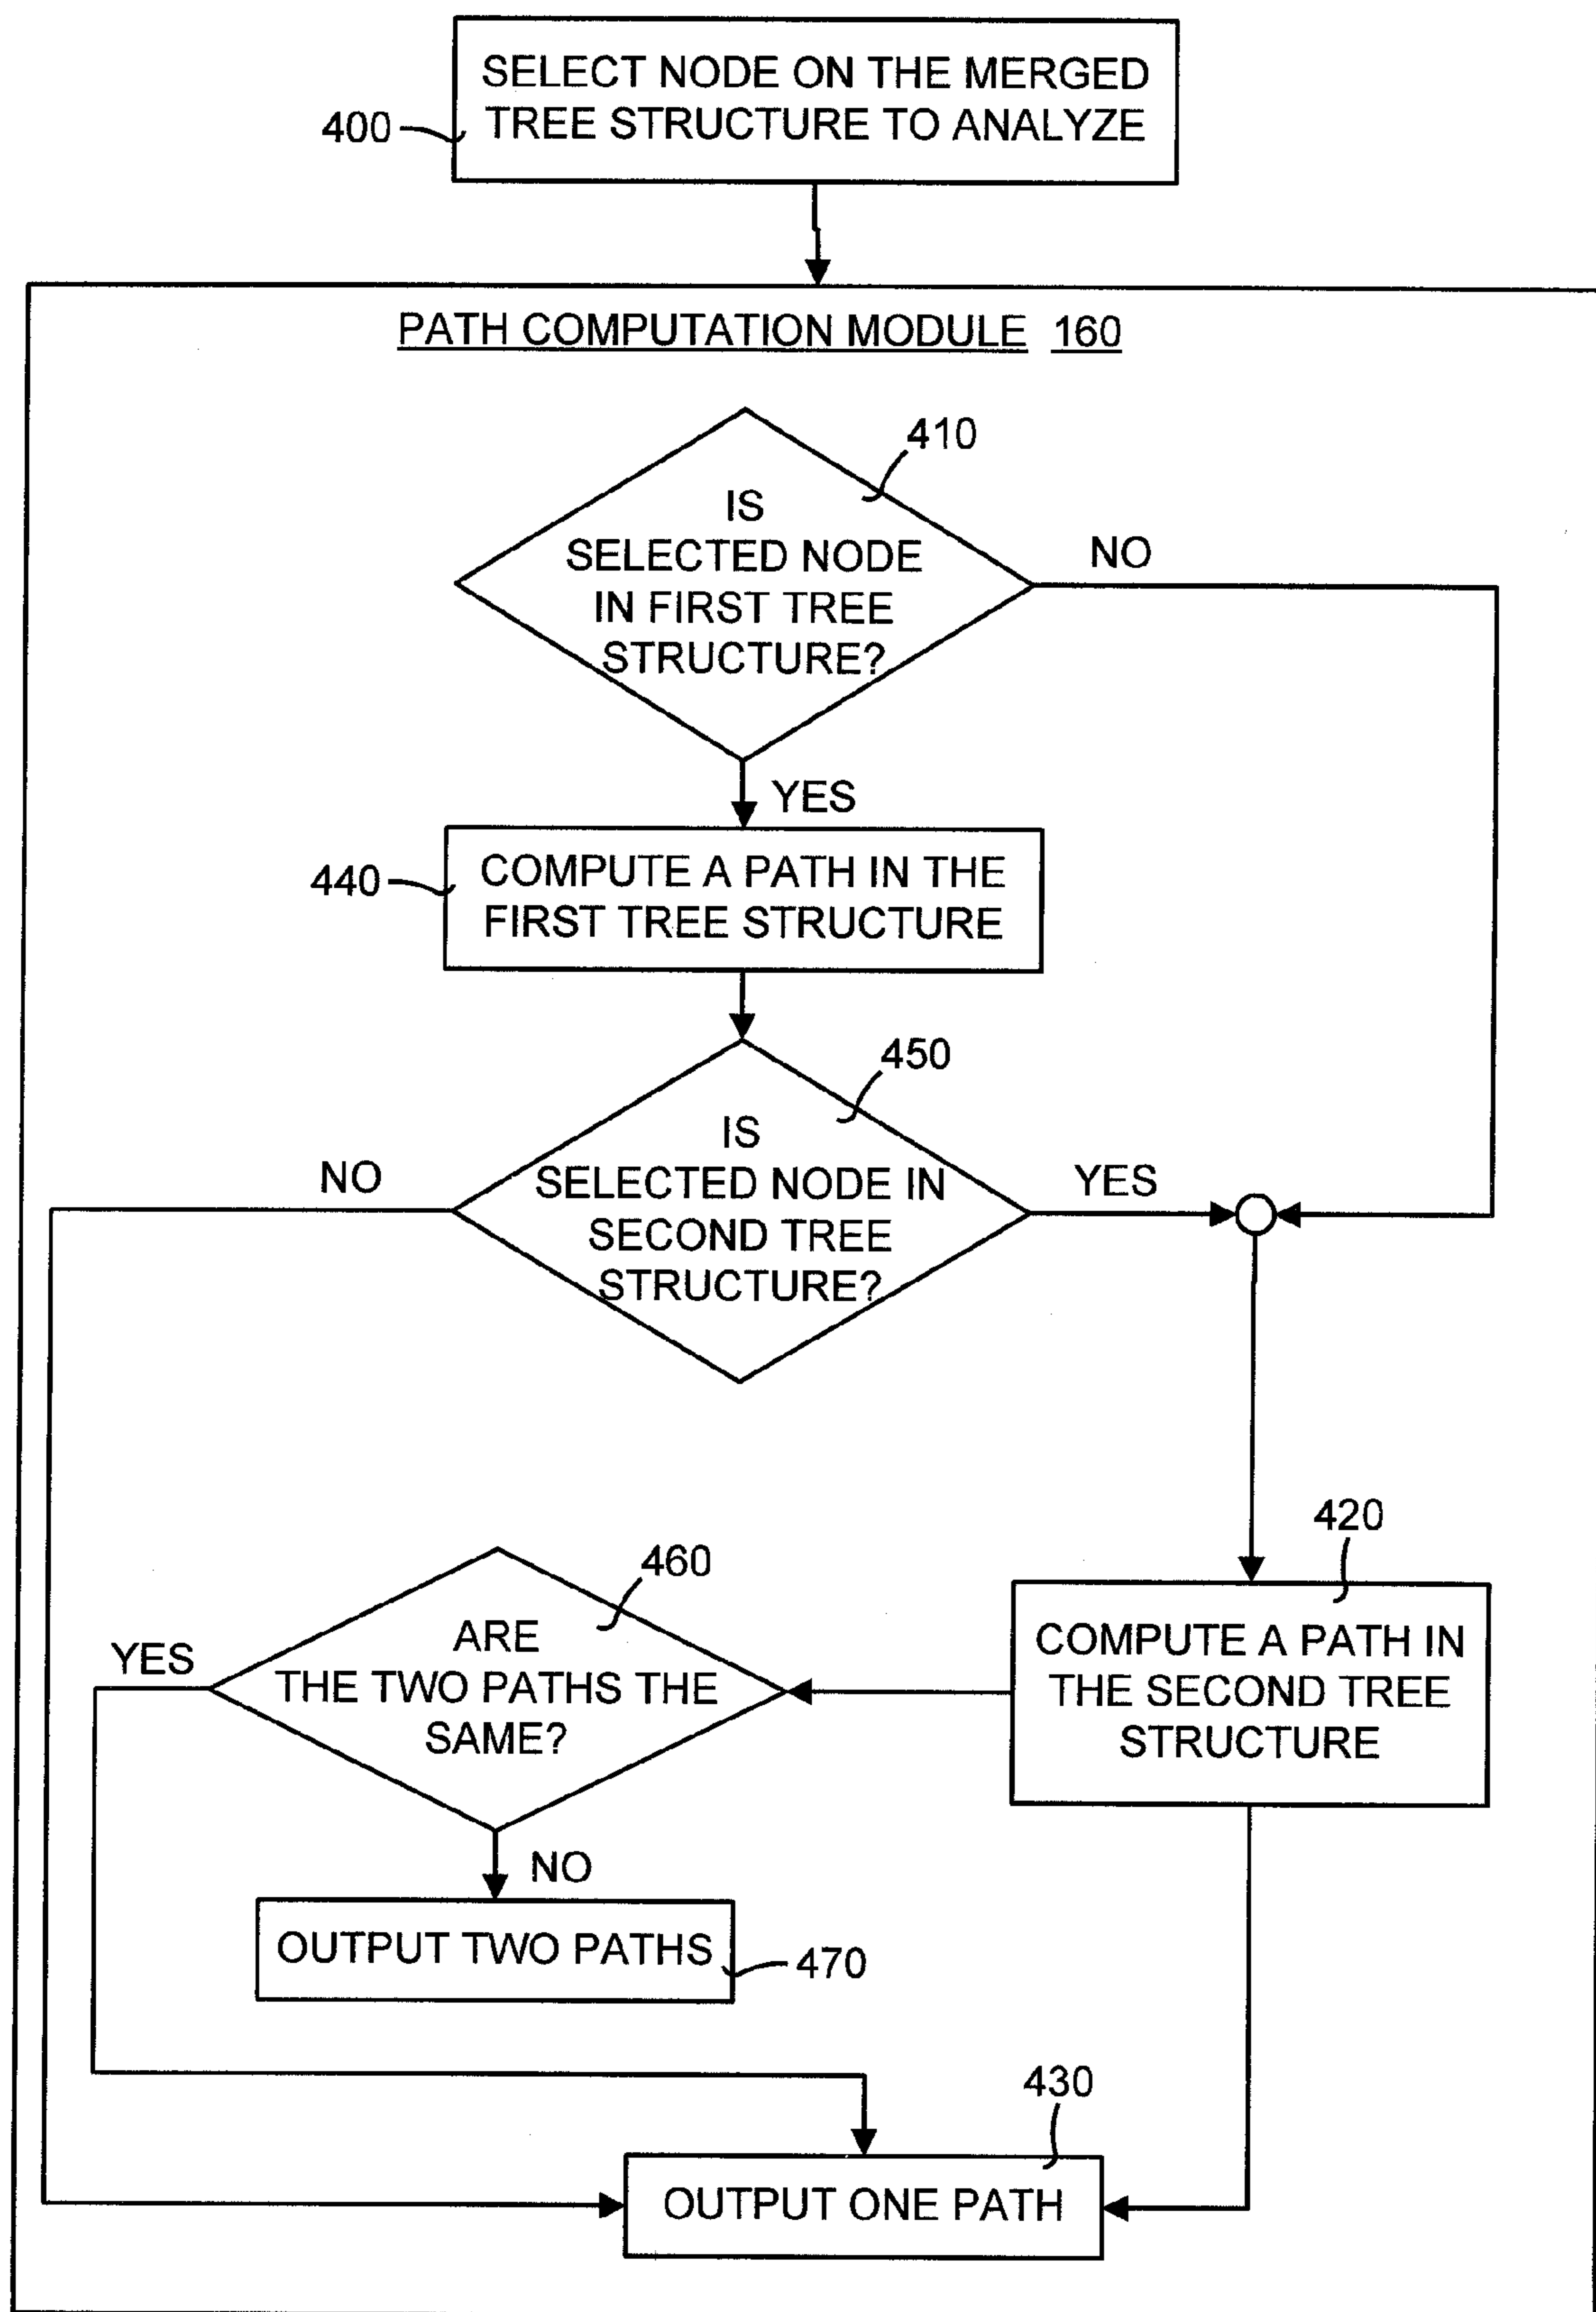 SELECT NODE ON THE MERGED
TREE STRUCTURE TO ANALYZE
400
PATH COMPUTATION MODULE 160
410
IS
SELECTED NODE
IN FIRST TREE
STRUCTURE?
NO
YES
440
COMPUTE A PATH IN THE
FIRST TREE STRUCTURE
450
IS
SELECTED NODE IN
SECOND TREE
STRUCTURE?
NO
YES
420
COMPUTE A PATH IN
THE SECOND TREE
STRUCTURE
460
ARE
THE TWO PATHS THE
SAME?
YES
NO
OUTPUT TWO PATHS
470
430
OUTPUT ONE PATH